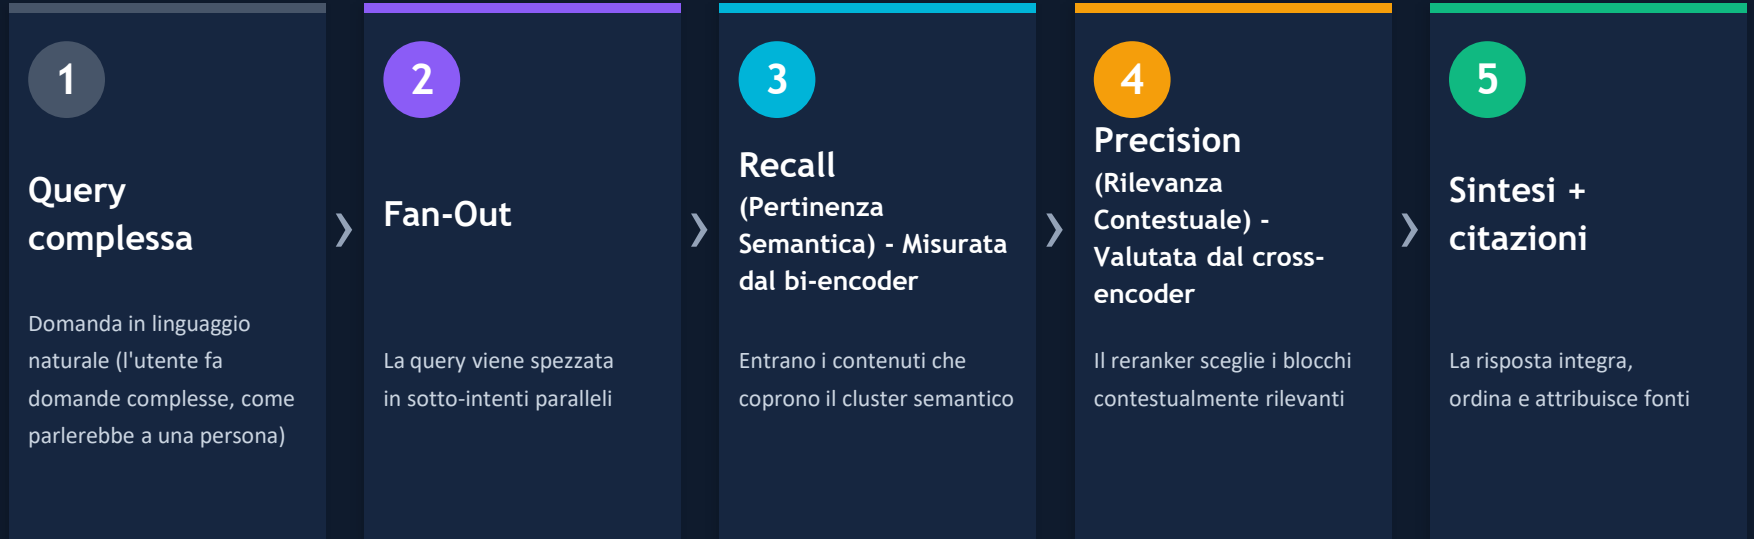 1
Query
complessa
Domanda in linguaggio
naturale (l'utente fa
domande complesse, come
parlerebbe a una persona)
❯
2
Fan-Out
La query viene spezzata
in sotto-intenti paralleli
❯
3
Recall
(Pertinenza
Semantica) - Misurata
dal bi-encoder
Entrano i contenuti che
coprono il cluster semantico
❯
4
Precision
(Rilevanza
Contestuale) -
Valutata dal cross-
encoder
Il reranker sceglie i blocchi
contestualmente rilevanti
❯
5
Sintesi +
citazioni
La risposta integra,
ordina e attribuisce fonti